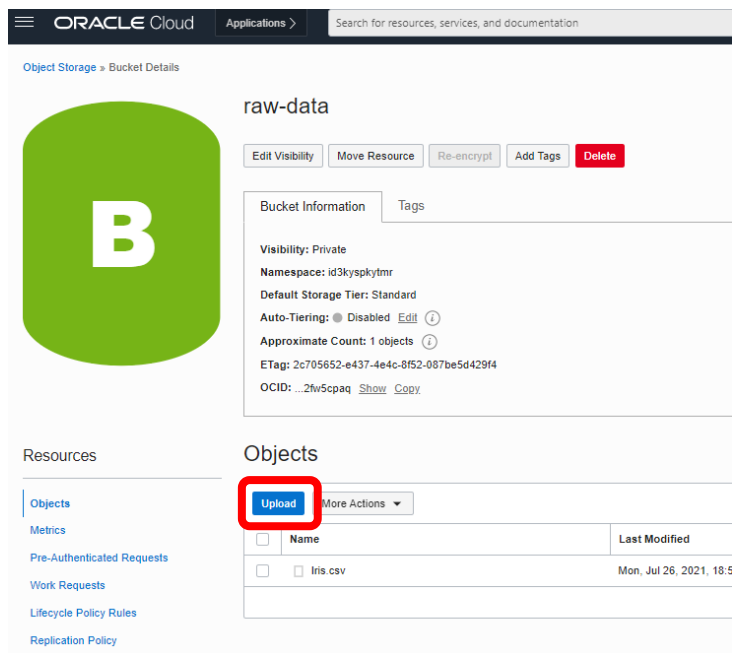 ORACLE Cloud Applications > Search for resources, services, and documentation
Object Storage » Bucket Details
B
raw-data
Edit Visibility Move Resource Re-encrypt Add Tags Delete
Bucket Information Tags
Visibility: Private
Namespace: id3kyspkytmr
Default Storage Tier: Standard
Auto-Tiering: Disabled Edit i
Approximate Count: 1 objects i
ETag: 2c705652-e437-4e4c-8f52-087be5d429f4
OCID: ...2fw5cpaq Show Copy
Resources
Objects
Metrics
Pre-Authenticated Requests
Work Requests
Lifecycle Policy Rules
Replication Policy
Objects
Upload More Actions
Name Last Modified
Iris.csv Mon, Jul 26, 2021, 18:5